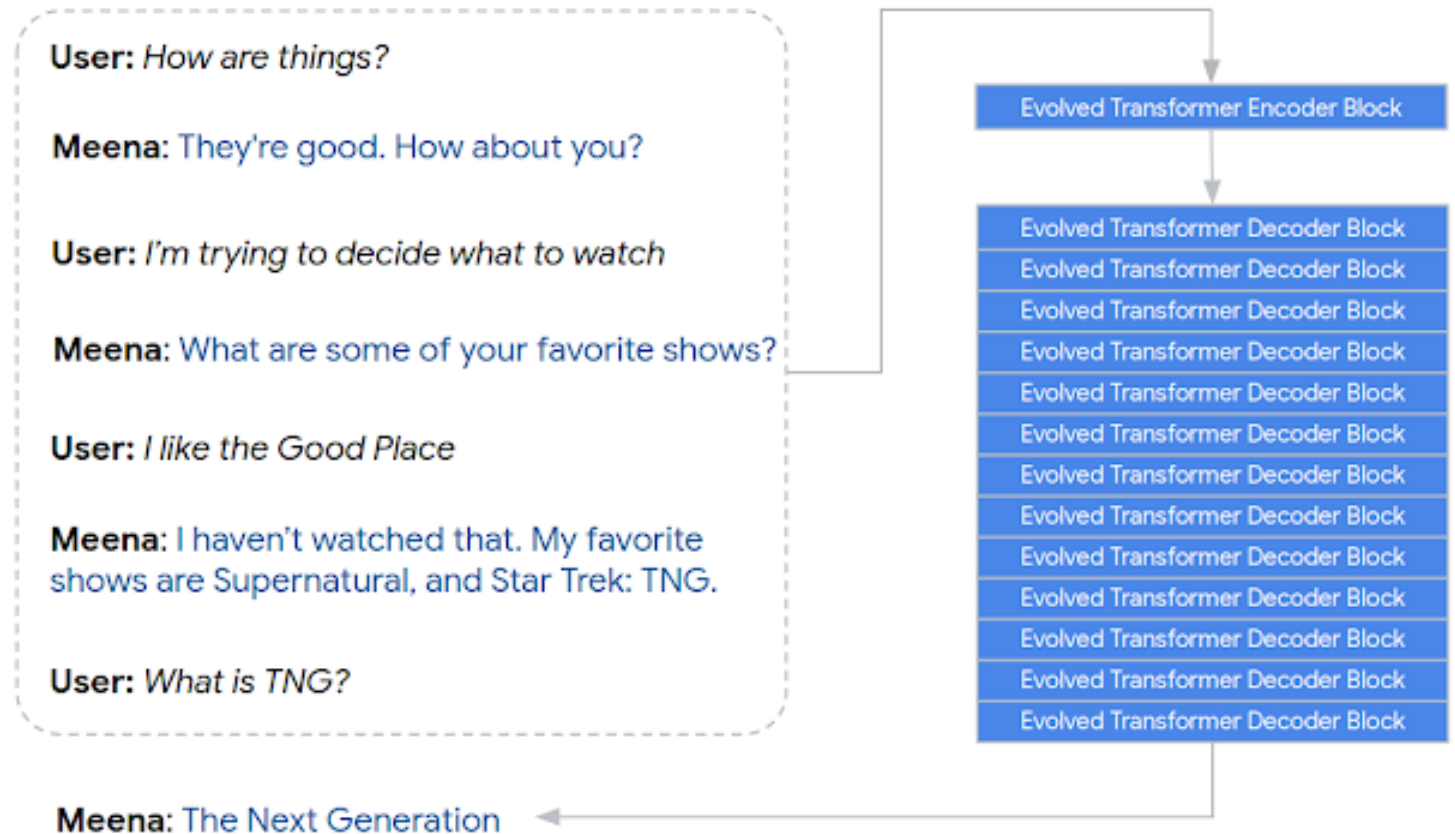 User: How are things?
Meena: They're good. How about you?
User: I'm trying to decide what to watch
Meena: What are some of your favorite shows?
User: I like the Good Place
Meena: I haven't watched that. My favorite
shows are Supernatural, and Star Trek: TNG.
User: What is TNG?
Meena: The Next Generation
Evolved Transformer Encoder Block
Evolved Transformer Decoder Block
Evolved Transformer Decoder Block
Evolved Transformer Decoder Block
Evolved Transformer Decoder Block
Evolved Transformer Decoder Block
Evolved Transformer Decoder Block
Evolved Transformer Decoder Block
Evolved Transformer Decoder Block
Evolved Transformer Decoder Block
Evolved Transformer Decoder Block
Evolved Transformer Decoder Block
Evolved Transformer Decoder Block
Evolved Transformer Decoder Block